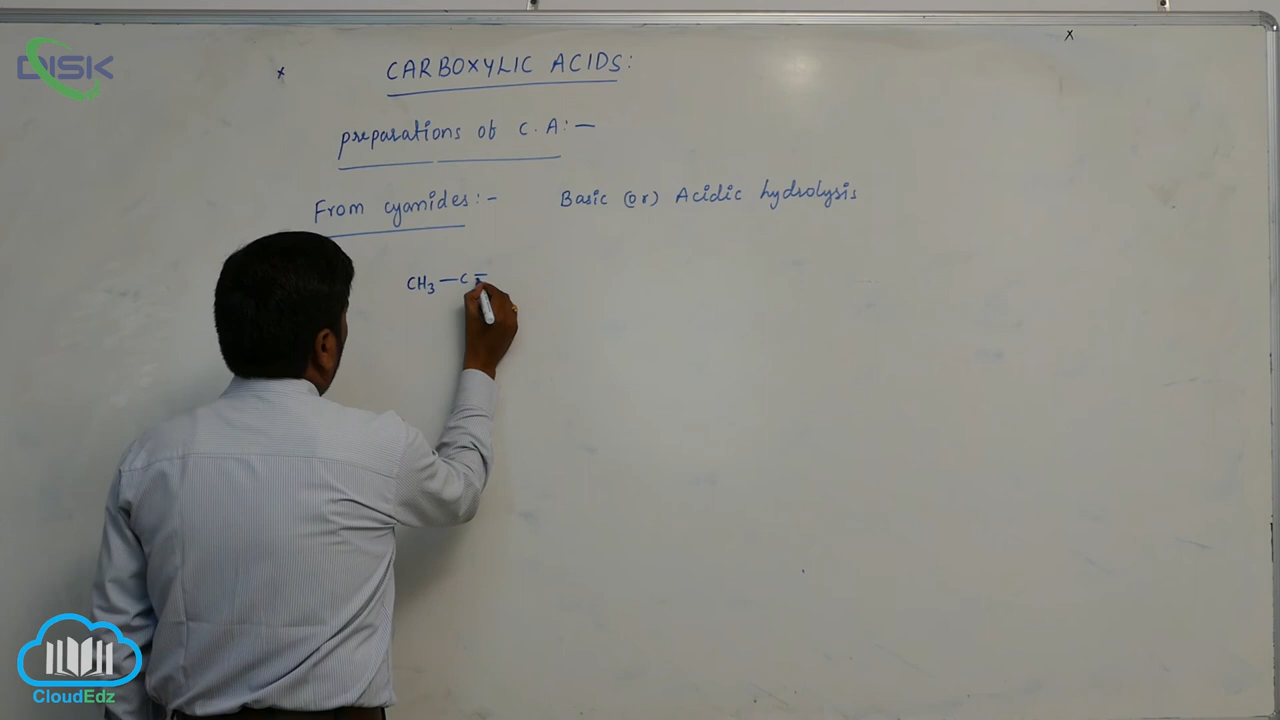 DISK
x
x
CARBOXYLIC ACIDS:
preparations of C.A:—
From cyanides:- Basic (or) Acidic hydrolysis
CH3—C=
CloudEdz